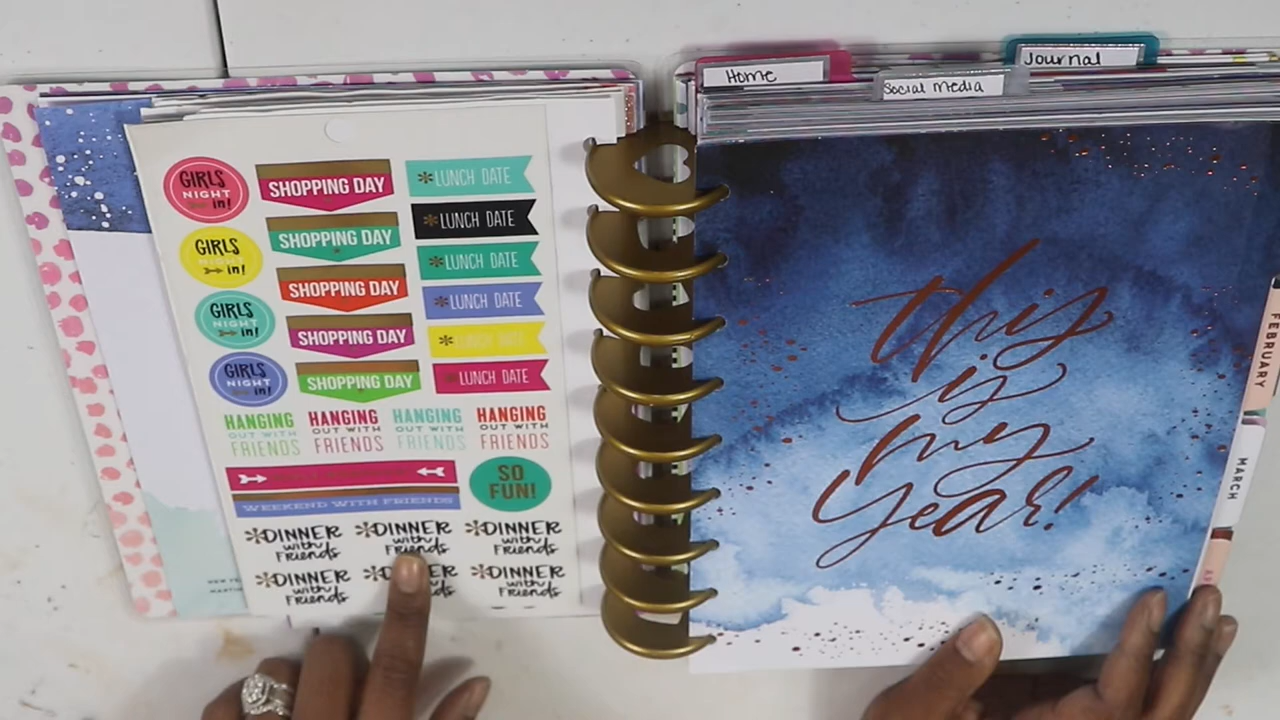 Home
Social Media
Journal
GIRLS
NIGHT
in!
GIRLS
NIGHT
in!
GIRLS
NIGHT
in!
GIRLS
NIGHT
in!
SHOPPING DAY
SHOPPING DAY
SHOPPING DAY
SHOPPING DAY
SHOPPING DAY
*LUNCH DATE
*LUNCH DATE
*LUNCH DATE
*LUNCH DATE
*LUNCH DATE
*LUNCH DATE
HANGING
OUT WITH
FRIENDS
HANGING
OUT WITH
FRIENDS
HANGING
OUT WITH
FRIENDS
HANGING
OUT WITH
FRIENDS
WEEKEND WITH FRIENDS
SO
FUN!
*DINNER
with
Friends
*DINNER
with
Friends
*DINNER
with
Friends
*DINNER
with
Friends
*DINNER
with
Friends
this
is
my
year!
FEBRUARY
MARCH